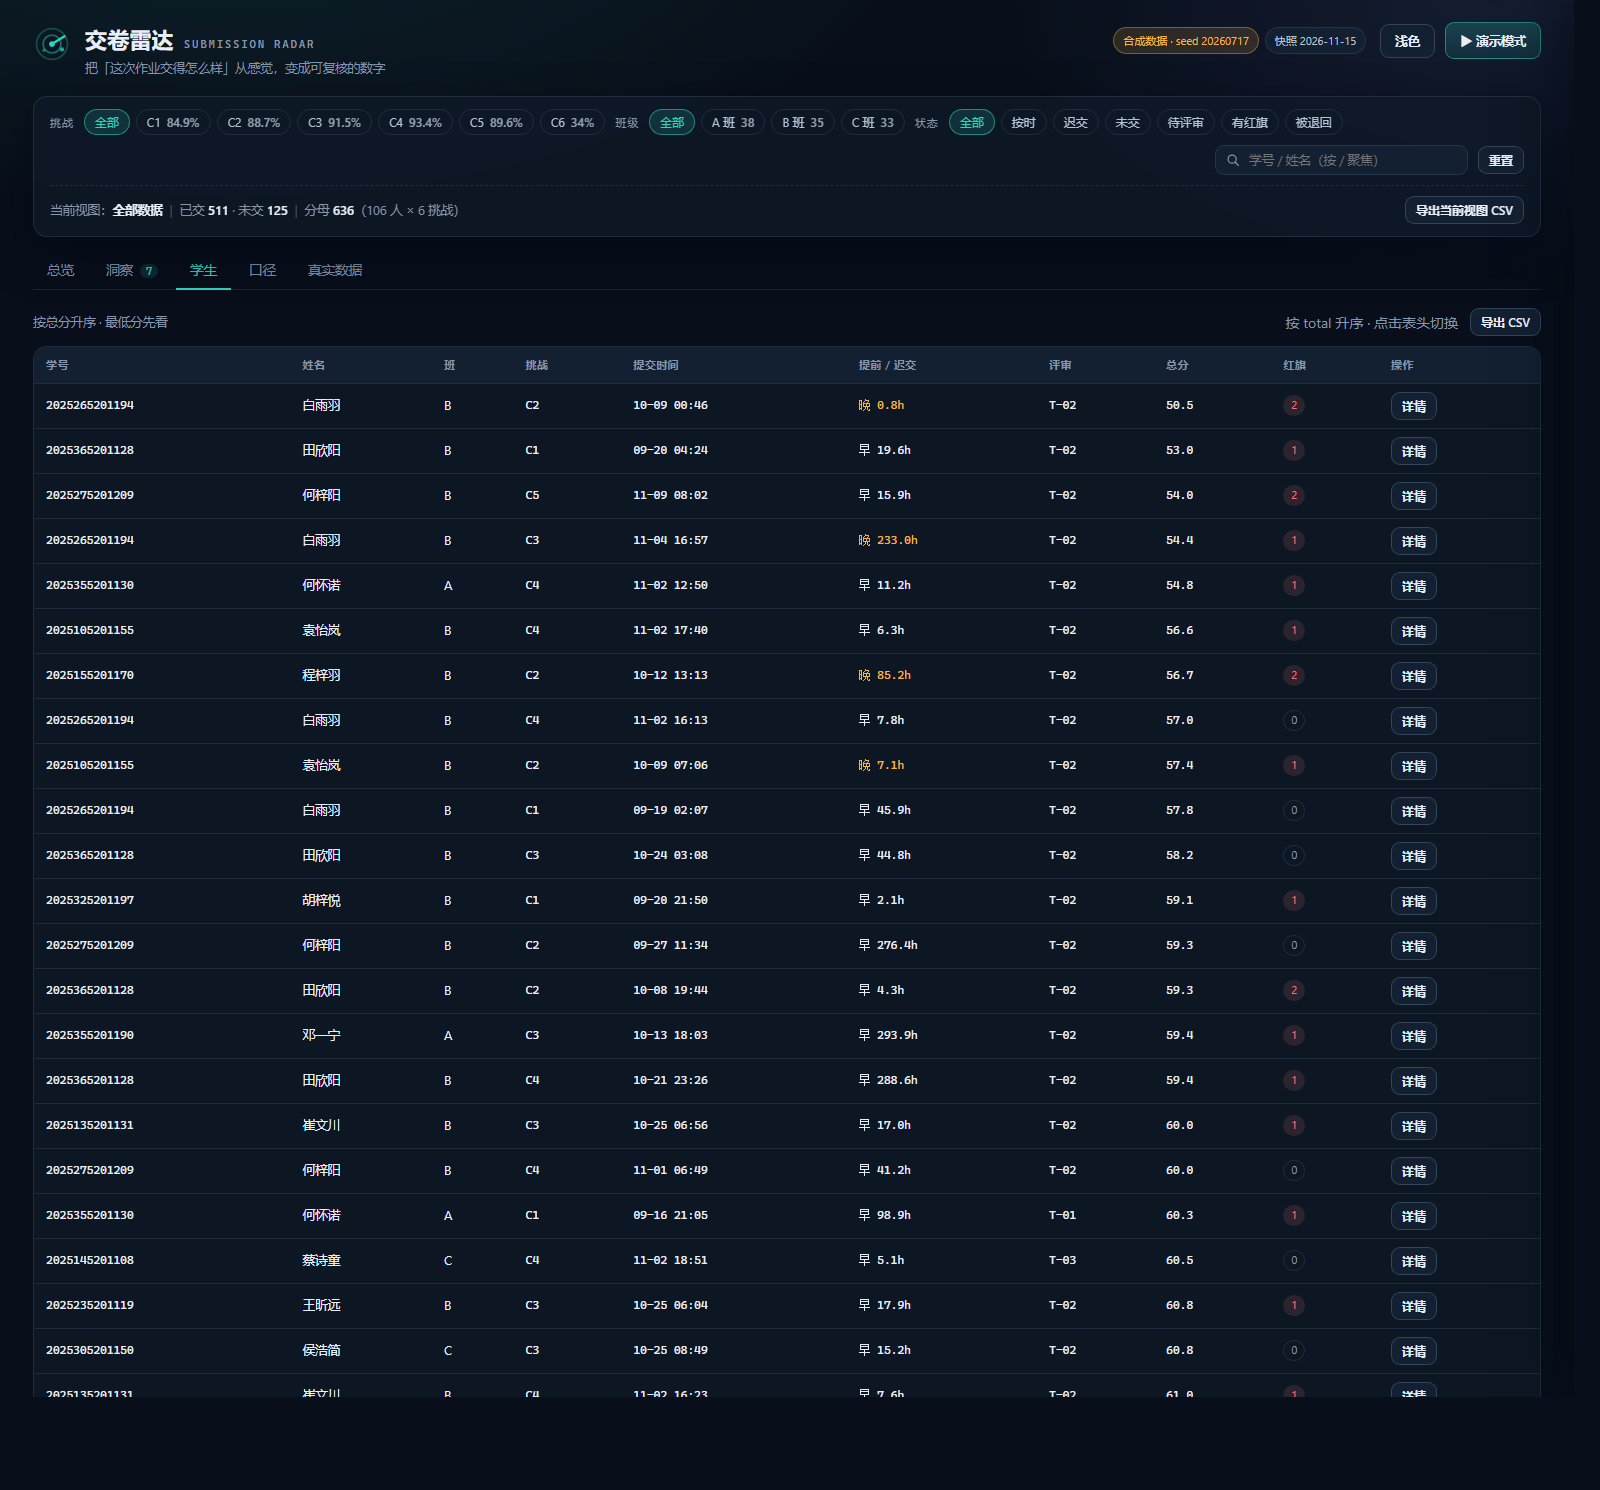 交卷雷达 SUBMISSION RADAR
把「这次作业交得怎么样」从感觉，变成可复核的数字
合成数据 · seed 20260717 快照 2026-11-15 浅色 ▶ 演示模式
挑战 全部 C1 84.9% C2 88.7% C3 91.5% C4 93.4% C5 89.6% C6 34% 班级 全部 A 班 38 B 班 35 C 班 33 状态 全部 按时 迟交 未交 待评审 有红旗 被退回
学号 / 姓名（按 / 聚焦） 重置
当前视图： 全部数据 | 已交 511 · 未交 125 | 分母 636 （106 人 × 6 挑战） 导出当前视图 CSV
总览 洞察 7 学生 口径 真实数据
按总分升序 · 最低分先看 按 total 升序 · 点击表头切换 导出 CSV
学号 姓名 班 挑战 提交时间 提前 / 迟交 评审 总分 红旗 操作
2025265201194 白雨羽 B C2 10-09 00:46 晚 0.8h T-02 50.5 2 详情
2025365201128 田欣阳 B C1 09-20 04:24 早 19.6h T-02 53.0 1 详情
2025275201209 何梓阳 B C5 11-09 08:02 早 15.9h T-02 54.0 2 详情
2025265201194 白雨羽 B C3 11-04 16:57 晚 233.0h T-02 54.4 1 详情
2025355201130 何怀诺 A C4 11-02 12:50 早 11.2h T-02 54.8 1 详情
2025105201155 袁怡岚 B C4 11-02 17:40 早 6.3h T-02 56.6 1 详情
2025155201170 程梓羽 B C2 10-12 13:13 晚 85.2h T-02 56.7 2 详情
2025265201194 白雨羽 B C4 11-02 16:13 早 7.8h T-02 57.0 0 详情
2025105201155 袁怡岚 B C2 10-09 07:06 晚 7.1h T-02 57.4 1 详情
2025265201194 白雨羽 B C1 09-19 02:07 早 45.9h T-02 57.8 0 详情
2025365201128 田欣阳 B C3 10-24 03:08 早 44.8h T-02 58.2 0 详情
2025325201197 胡梓悦 B C1 09-20 21:50 早 2.1h T-02 59.1 1 详情
2025275201209 何梓阳 B C2 09-27 11:34 早 276.4h T-02 59.3 0 详情
2025365201128 田欣阳 B C2 10-08 19:44 早 4.3h T-02 59.3 2 详情
2025355201190 邓一宁 A C3 10-13 18:03 早 293.9h T-02 59.4 1 详情
2025365201128 田欣阳 B C4 10-21 23:26 早 288.6h T-02 59.4 1 详情
2025135201131 崔文川 B C3 10-25 06:56 早 17.0h T-02 60.0 1 详情
2025275201209 何梓阳 B C4 11-01 06:49 早 41.2h T-02 60.0 0 详情
2025355201130 何怀诺 A C1 09-16 21:05 早 98.9h T-01 60.3 1 详情
2025145201108 蔡诗童 C C4 11-02 18:51 早 5.1h T-03 60.5 0 详情
2025235201119 王昕远 B C3 10-25 06:04 早 17.9h T-02 60.8 1 详情
2025305201150 侯浩简 C C3 10-25 08:49 早 15.2h T-02 60.8 0 详情
2025135201131 崔文川 B C4 11-02 16:23 早 7.6h T-02 61.0 1 详情